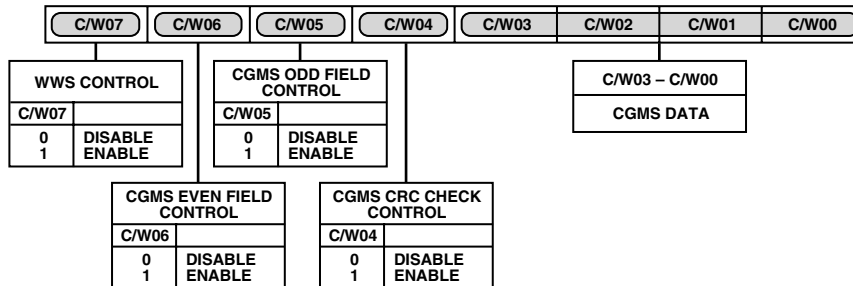 C/W07 C/W06 C/W05 C/W04 C/W03 C/W02 C/W01 C/W00
WWS CONTROL
C/W07
0 DISABLE
1 ENABLE
CGMS ODD FIELD
CONTROL
C/W05
0 DISABLE
1 ENABLE
C/W03 – C/W00
CGMS DATA
CGMS EVEN FIELD
CONTROL
C/W06
0 DISABLE
1 ENABLE
CGMS CRC CHECK
CONTROL
C/W04
0 DISABLE
1 ENABLE